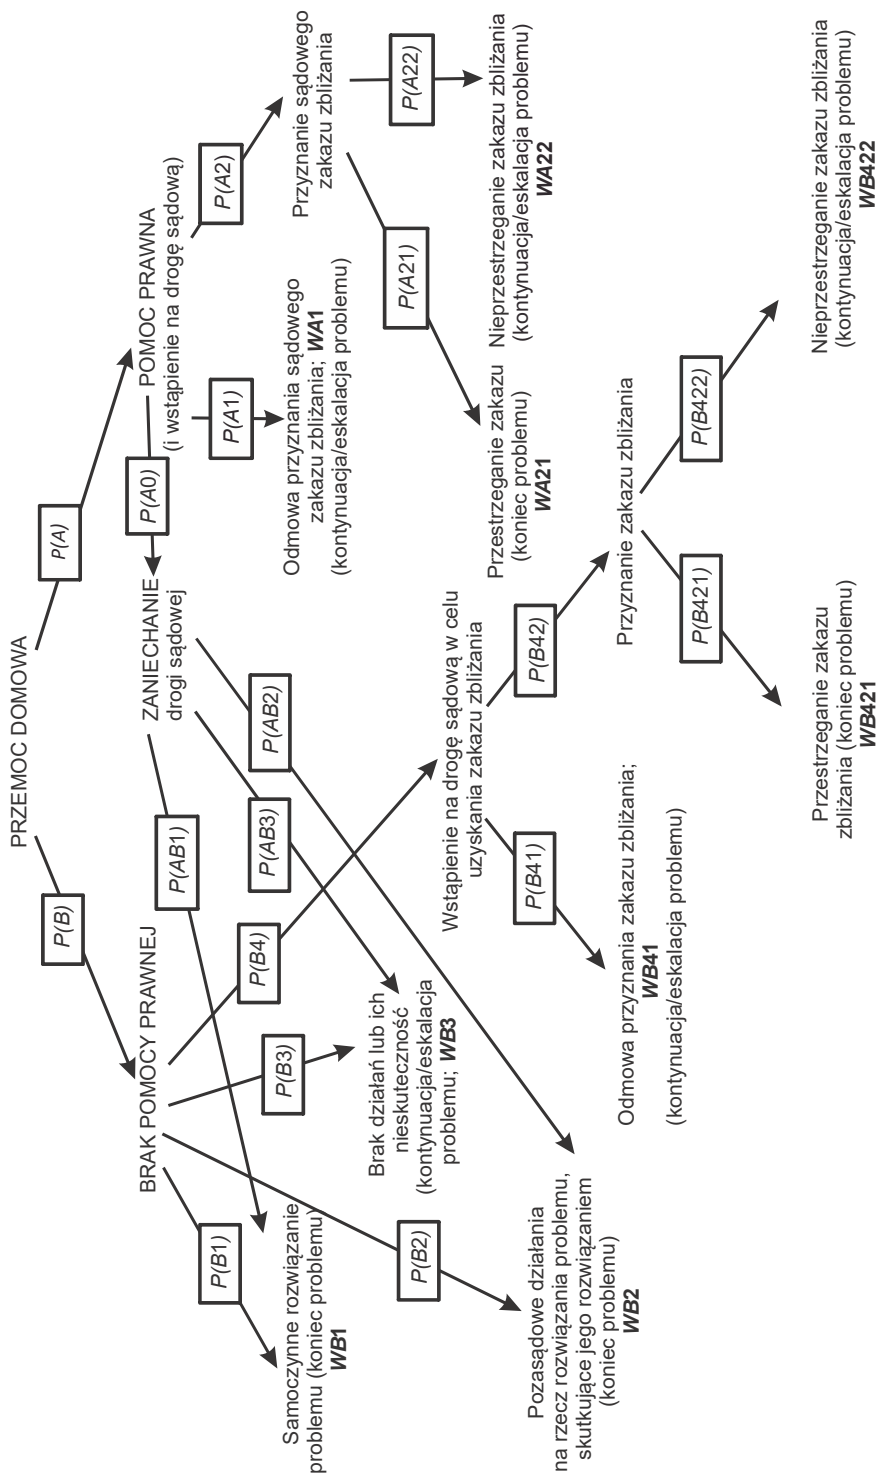 PRZEMOC DOMOWA
P(B)
P(A)
BRAK POMOCY PRAWNEJ
ZANIECHANIE
drogi sądowej
P(A0)
POMOC PRAWNA
(i wstąpienie na drogę sądową)
P(B1)
P(B2)
P(B3)
P(B4)
P(AB1)
P(AB3)
P(AB2)
P(A1)
P(A2)
Samoczynne rozwiązanie
problemu (koniec problemu)
WB1
Brak działań lub ich
nieskuteczność
(kontynuacja/eskalacja
problemu; WB3
Odmowa przyznania sądowego
zakazu zbliżania; WA1
(kontynuacja/eskalacja problemu)
Przyznanie sądowego
zakazu zbliżania
P(A21)
P(A22)
Pozasądowe działania
na rzecz rozwiązania problemu,
skutkujące jego rozwiązaniem
(koniec problemu)
WB2
Wstąpienie na drogę sądową w celu
uzyskania zakazu zbliżania
Przestrzeganie zakazu
(koniec problemu)
WA21
Nieprzestrzeganie zakazu zbliżania
(kontynuacja/eskalacja problemu)
WA22
P(B41)
P(B42)
Odmowa przyznania zakazu zbliżania;
WB41
(kontynuacja/eskalacja problemu)
Przyznanie zakazu zbliżania
P(B421)
P(B422)
Przestrzeganie zakazu
zbliżania (koniec problemu)
WB421
Nieprzestrzeganie zakazu zbliżania
(kontynuacja/eskalacja problemu)
WB422